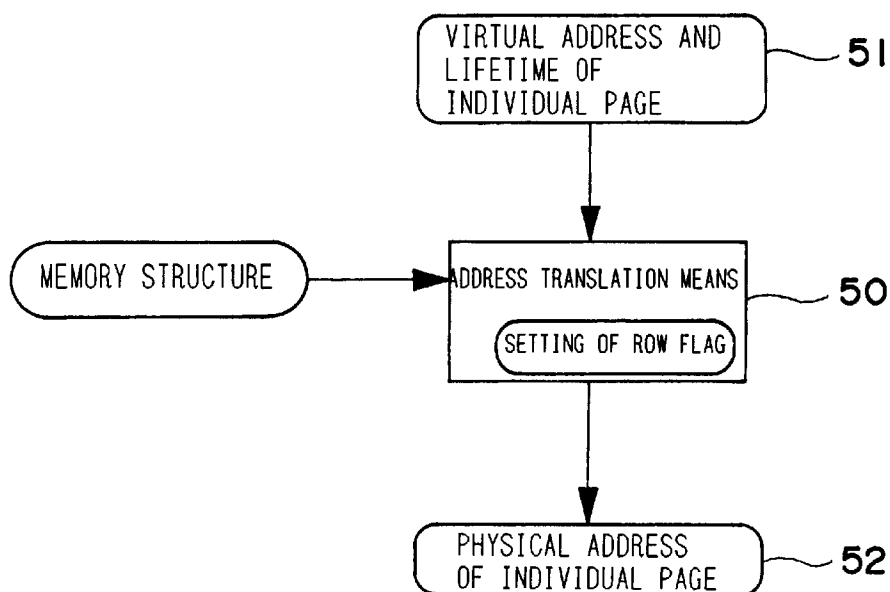 VIRTUAL ADDRESS AND
LIFETIME OF
INDIVIDUAL PAGE
51
MEMORY STRUCTURE
ADDRESS TRANSLATION MEANS
50
SETTING OF ROW FLAG
PHYSICAL ADDRESS
OF INDIVIDUAL PAGE
52